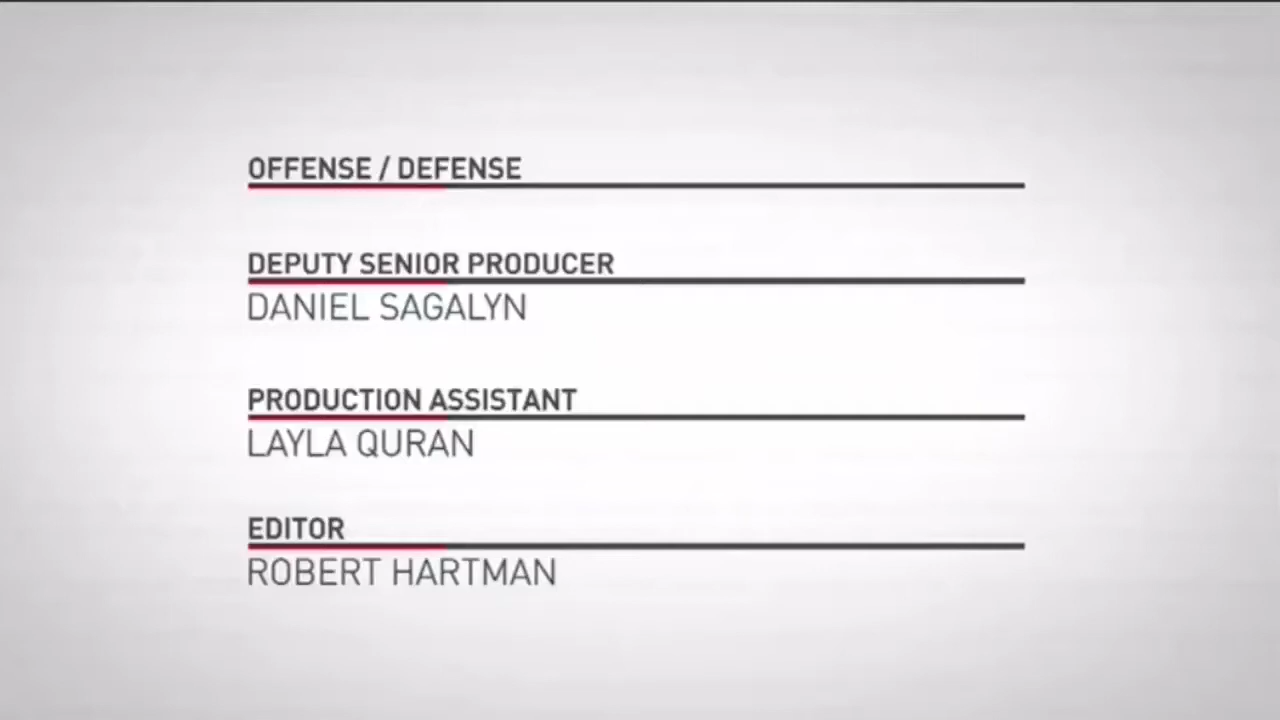 OFFENSE / DEFENSE
DEPUTY SENIOR PRODUCER
DANIEL SAGALYN
PRODUCTION ASSISTANT
LAYLA QURAN
EDITOR
ROBERT HARTMAN